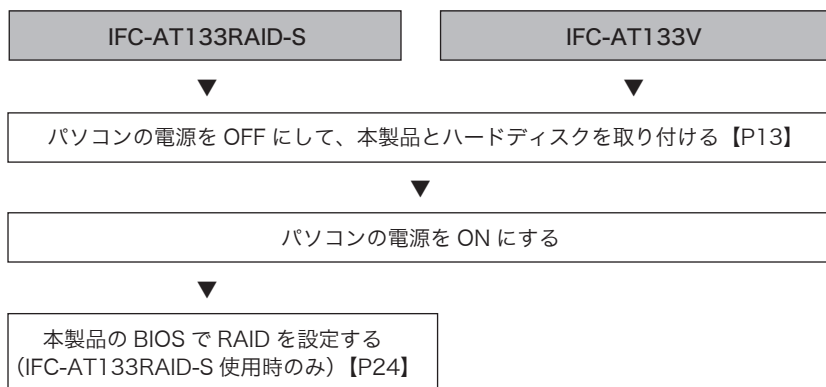 IFC-AT133RAID-S
IFC-AT133V
▼
▼
パソコンの電源を OFF にして、本製品とハードディスクを取り付ける【P13】
▼
パソコンの電源を ON にする
▼
本製品の BIOS で RAID を設定する
（IFC-AT133RAID-S 使用時のみ）【P24】